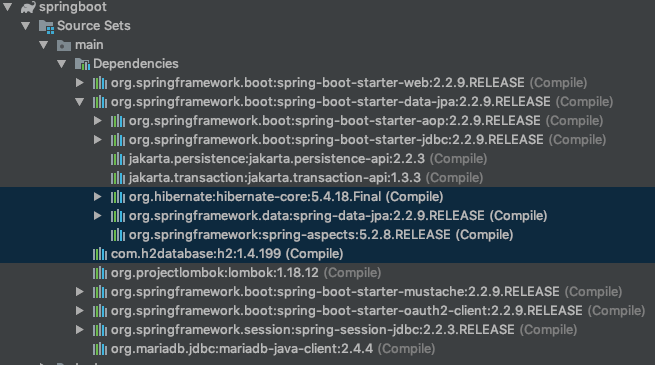 springboot
Source Sets
main
Dependencies
org.springframework.boot:spring-boot-starter-web:2.2.9.RELEASE (Compile)
org.springframework.boot:spring-boot-starter-data-jpa:2.2.9.RELEASE (Compile)
org.springframework.boot:spring-boot-starter-aop:2.2.9.RELEASE (Compile)
org.springframework.boot:spring-boot-starter-jdbc:2.2.9.RELEASE (Compile)
jakarta.persistence:jakarta.persistence-api:2.2.3 (Compile)
jakarta.transaction:jakarta.transaction-api:1.3.3 (Compile)
org.hibernate:hibernate-core:5.4.18.Final (Compile)
org.springframework.data:spring-data-jpa:2.2.9.RELEASE (Compile)
org.springframework:spring-aspects:5.2.8.RELEASE (Compile)
com.h2database:h2:1.4.199 (Compile)
org.projectlombok:lombok:1.18.12 (Compile)
org.springframework.boot:spring-boot-starter-mustache:2.2.9.RELEASE (Compile)
org.springframework.boot:spring-boot-starter-oauth2-client:2.2.9.RELEASE (Compile)
org.springframework.session:spring-session-jdbc:2.2.3.RELEASE (Compile)
org.mariadb.jdbc:mariadb-java-client:2.4.4 (Compile)